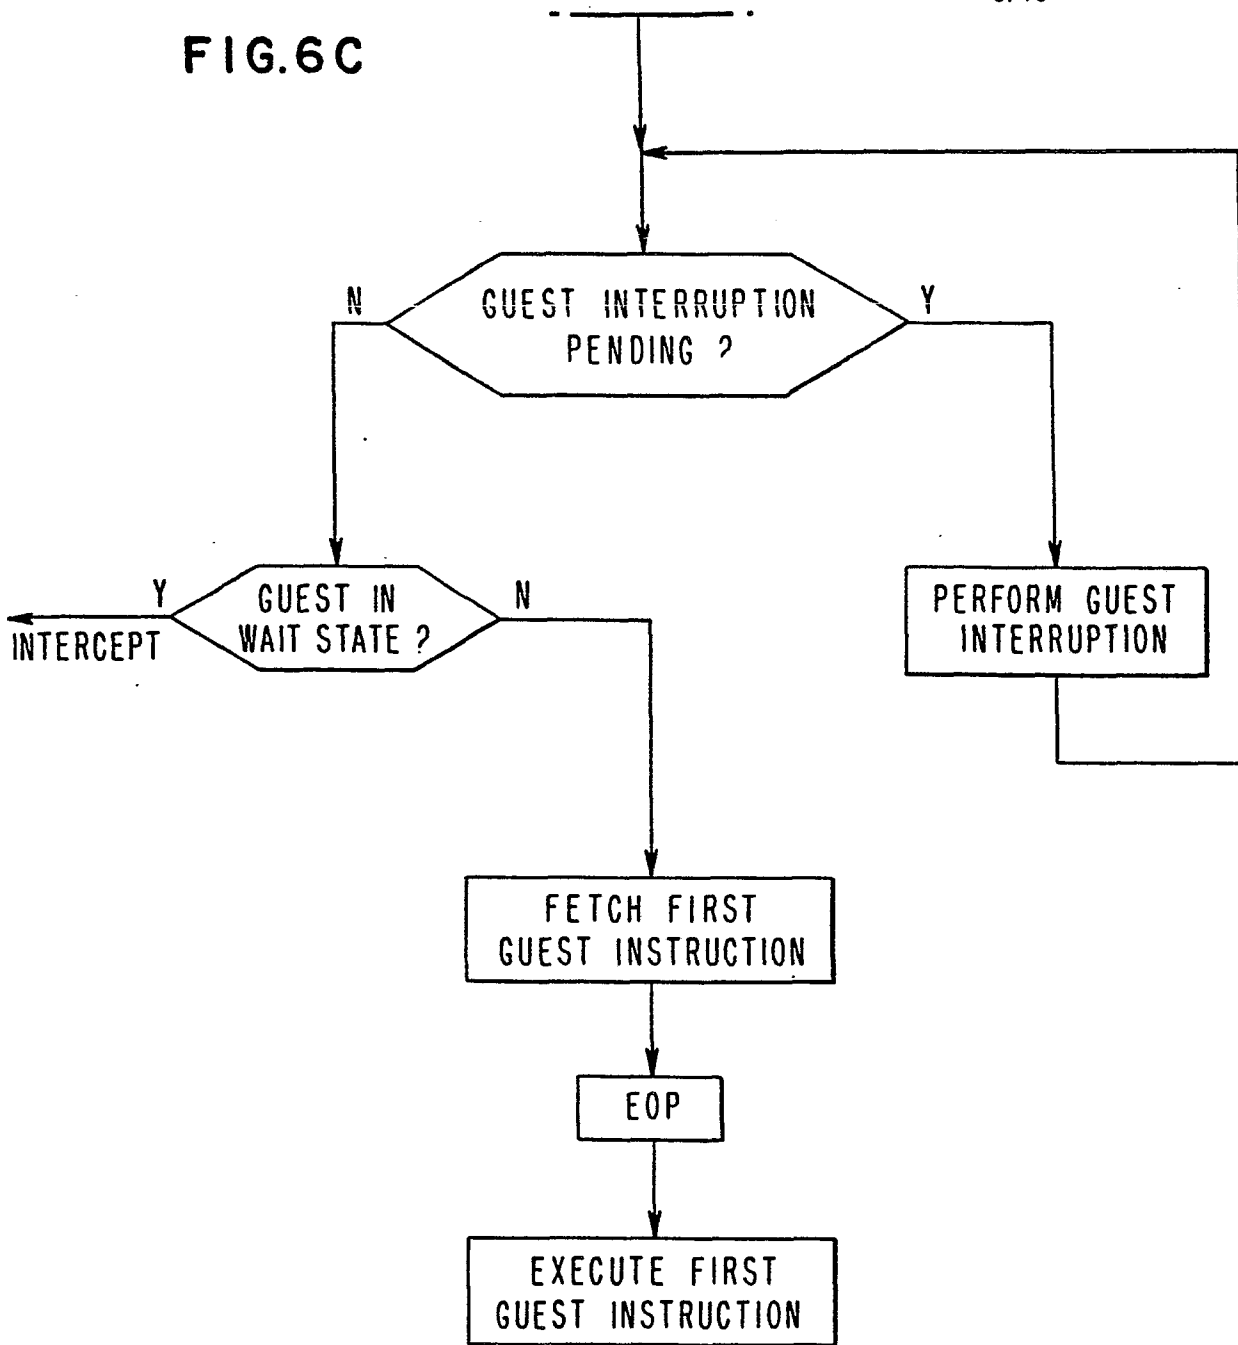 FIG.6C
N
GUEST INTERRUPTION
PENDING ?
Y
Y
GUEST IN
WAIT STATE ?
N
INTERCEPT
PERFORM GUEST
INTERRUPTION
FETCH FIRST
GUEST INSTRUCTION
EOP
EXECUTE FIRST
GUEST INSTRUCTION